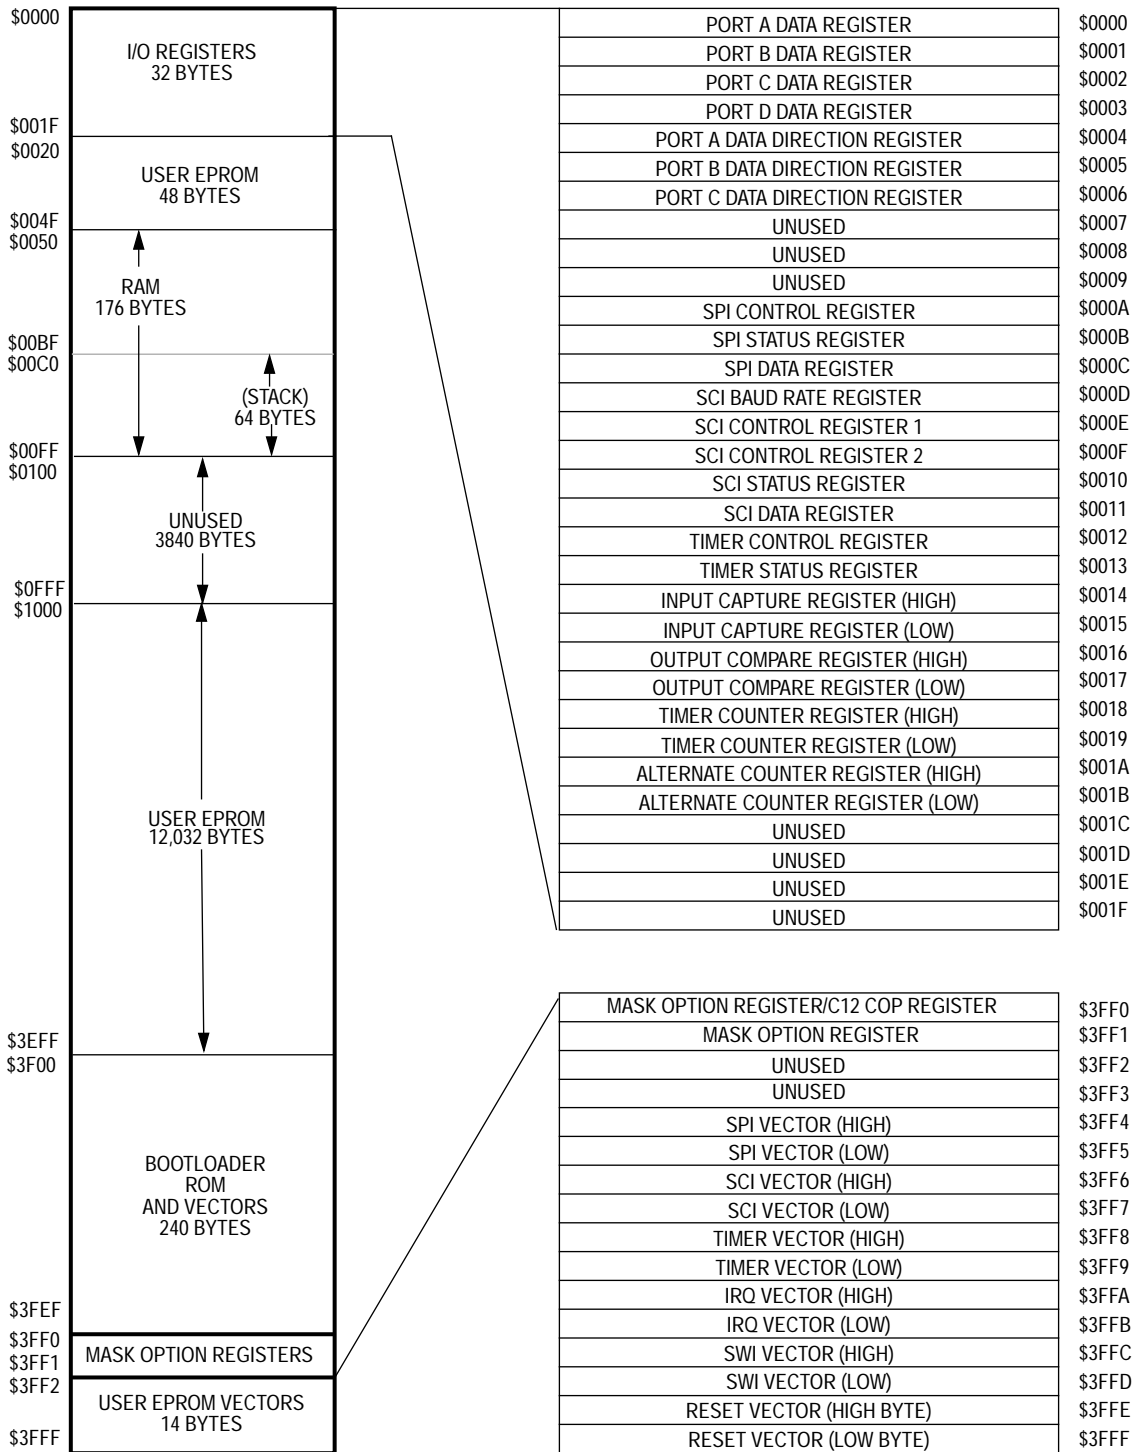 $0000
I/O REGISTERS
32 BYTES
$001F
$0020
USER EPROM
48 BYTES
$004F
$0050
RAM
176 BYTES
$00BF
$00C0
(STACK)
64 BYTES
$00FF
$0100
UNUSED
3840 BYTES
$0FFF
$1000
USER EPROM
12,032 BYTES
$3EFF
$3F00
BOOTLOADER
ROM
AND VECTORS
240 BYTES
$3FEF
$3FF0
$3FF1
MASK OPTION REGISTERS
$3FF2
USER EPROM VECTORS
14 BYTES
$3FFF
PORT A DATA REGISTER $0000
PORT B DATA REGISTER $0001
PORT C DATA REGISTER $0002
PORT D DATA REGISTER $0003
PORT A DATA DIRECTION REGISTER $0004
PORT B DATA DIRECTION REGISTER $0005
PORT C DATA DIRECTION REGISTER $0006
UNUSED $0007
UNUSED $0008
UNUSED $0009
SPI CONTROL REGISTER $000A
SPI STATUS REGISTER $000B
SPI DATA REGISTER $000C
SCI BAUD RATE REGISTER $000D
SCI CONTROL REGISTER 1 $000E
SCI CONTROL REGISTER 2 $000F
SCI STATUS REGISTER $0010
SCI DATA REGISTER $0011
TIMER CONTROL REGISTER $0012
TIMER STATUS REGISTER $0013
INPUT CAPTURE REGISTER (HIGH) $0014
INPUT CAPTURE REGISTER (LOW) $0015
OUTPUT COMPARE REGISTER (HIGH) $0016
OUTPUT COMPARE REGISTER (LOW) $0017
TIMER COUNTER REGISTER (HIGH) $0018
TIMER COUNTER REGISTER (LOW) $0019
ALTERNATE COUNTER REGISTER (HIGH) $001A
ALTERNATE COUNTER REGISTER (LOW) $001B
UNUSED $001C
UNUSED $001D
UNUSED $001E
UNUSED $001F
MASK OPTION REGISTER/C12 COP REGISTER $3FF0
MASK OPTION REGISTER $3FF1
UNUSED $3FF2
UNUSED $3FF3
SPI VECTOR (HIGH) $3FF4
SPI VECTOR (LOW) $3FF5
SCI VECTOR (HIGH) $3FF6
SCI VECTOR (LOW) $3FF7
TIMER VECTOR (HIGH) $3FF8
TIMER VECTOR (LOW) $3FF9
IRQ VECTOR (HIGH) $3FFA
IRQ VECTOR (LOW) $3FFB
SWI VECTOR (HIGH) $3FFC
SWI VECTOR (LOW) $3FFD
RESET VECTOR (HIGH BYTE) $3FFE
RESET VECTOR (LOW BYTE) $3FFF